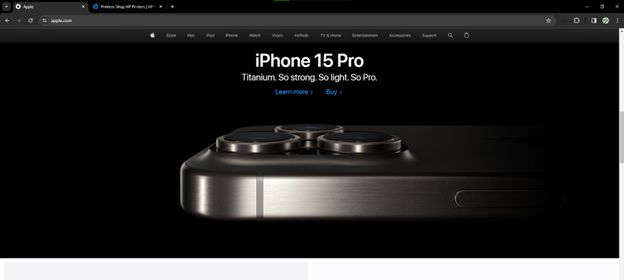 Apple
Printers: Shop HP Printers | HP®
apple.com
Store Mac iPad iPhone Watch Vision AirPods TV & Home Entertainment Accessories Support
iPhone 15 Pro
Titanium. So strong. So light. So Pro.
Learn more >
Buy >